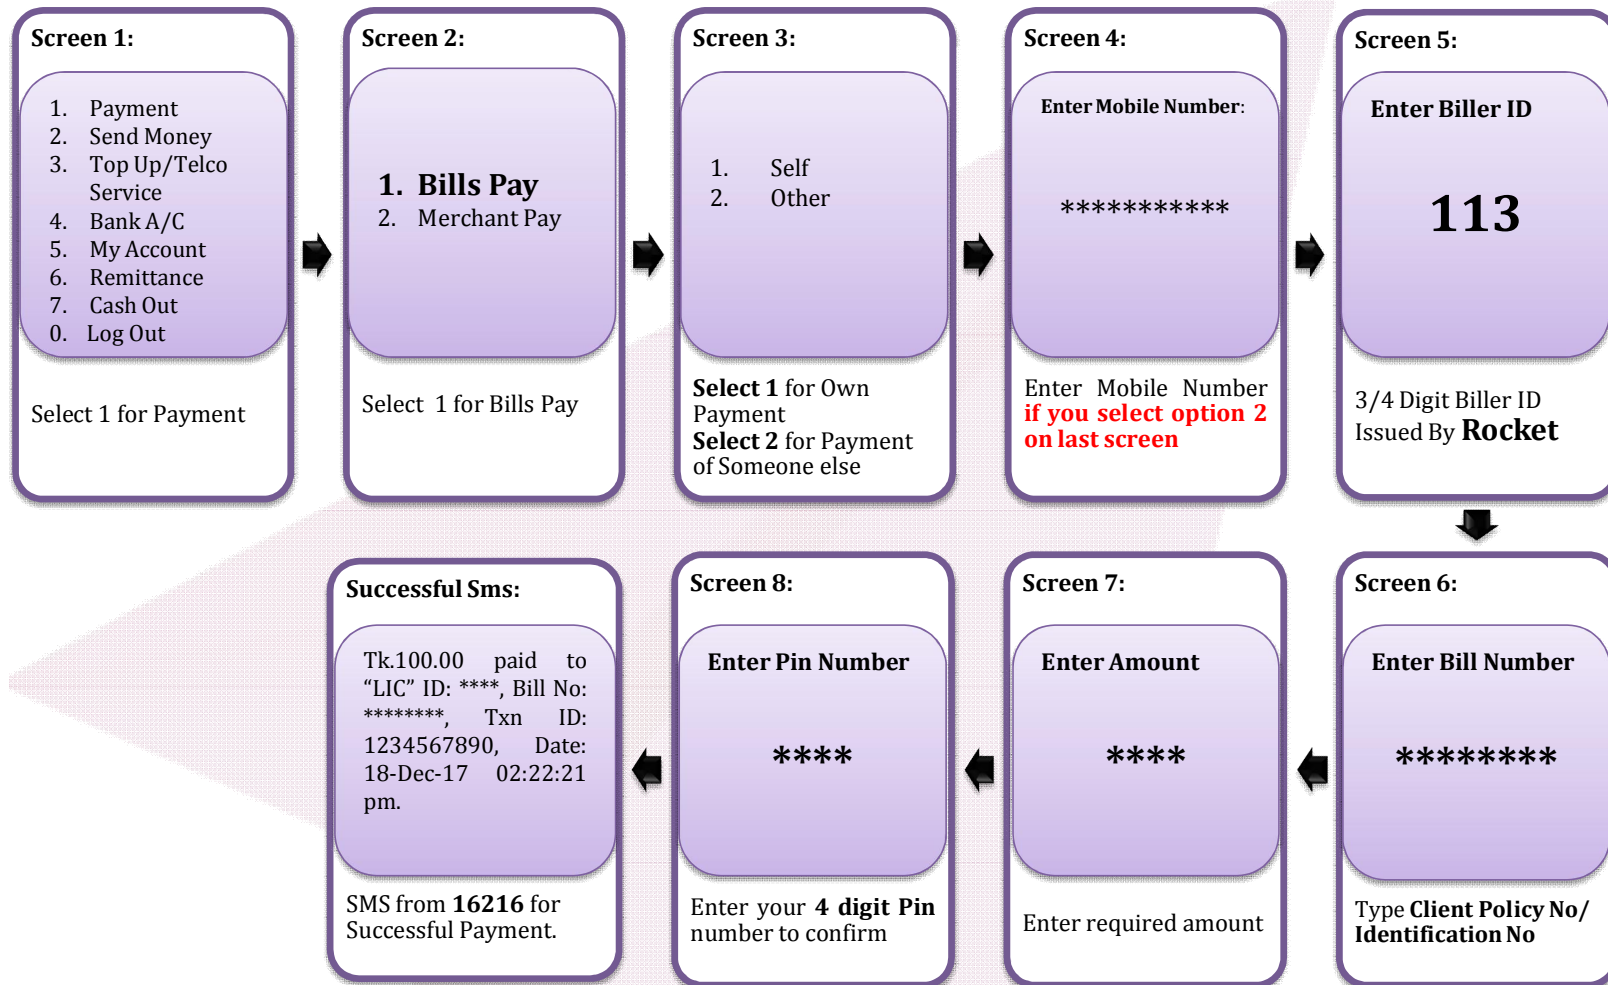 Screen 1:
1. Payment
2. Send Money
3. Top Up/Telco
Service
4. Bank A/C
5. My Account
6. Remittance
7. Cash Out
0. Log Out
Select 1 for Payment
Screen 2:
1. Bills Pay
2. Merchant Pay
Select 1 for Bills Pay
Screen 3:
1. Self
2. Other
Select 1 for Own
Payment
Select 2 for Payment
of Someone else
Screen 4:
Enter Mobile Number:
***********
Enter Mobile Number
if you select option 2
on last screen
Screen 5:
Enter Biller ID
113
3/4 Digit Biller ID
Issued By Rocket
Screen 6:
Enter Bill Number
********
Type Client Policy No/
Identification No
Screen 7:
Enter Amount
****
Enter required amount
Screen 8:
Enter Pin Number
****
Enter your 4 digit Pin
number to confirm
Successful Sms:
Tk.100.00 paid to
“LIC” ID: ****, Bill No:
********, Txn ID:
1234567890, Date:
18-Dec-17 02:22:21
pm.
SMS from 16216 for
Successful Payment.